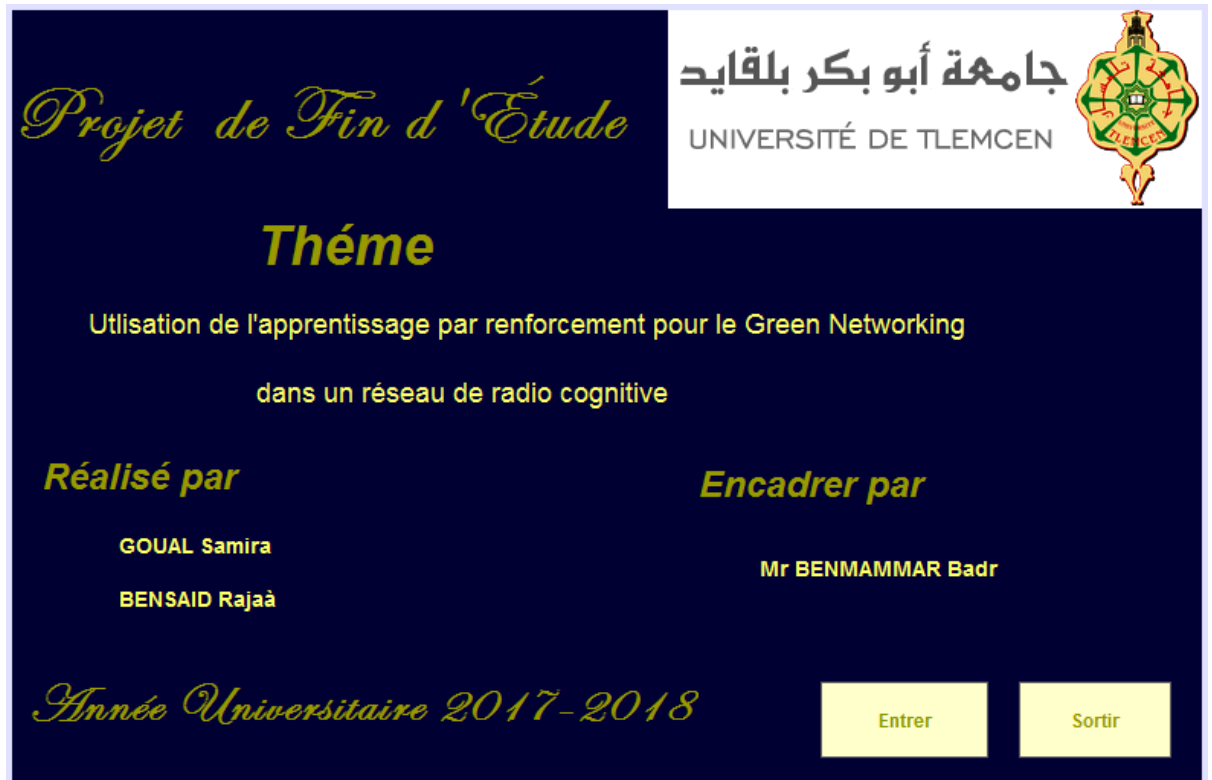 Projet de Fin d'Étude
جامعة أبو بكر بلقايد
UNIVERSITÉ DE TLEMCEN
UNIVERSITE
TLEMCEN
Théme
Utlisation de l'apprentissage par renforcement pour le Green Networking
dans un réseau de radio cognitive
Réalisé par
Encadrer par
GOUAL Samira
Mr BENMAMMAR Badr
BENSAID Rajaà
Année Universitaire 2017-2018
Entrer
Sortir